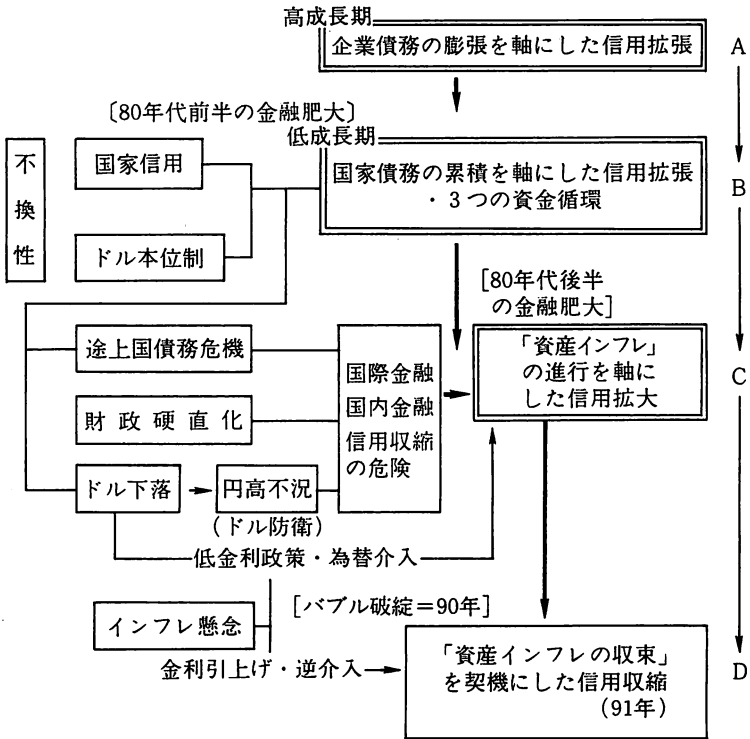 高成長期
企業債務の膨張を軸にした信用拡張
A
〔80年代前半の金融肥大〕
低成長期
不換性
国家信用
国家債務の累積を軸にした信用拡張
・3つの資金循環
B
ドル本位制
[80年代後半
の金融肥大]
途上国債務危機
国際金融
国内金融
信用収縮
の危険
「資産インフレ」
の進行を軸に
した信用拡大
C
財政硬直化
ドル下落
円高不況
(ドル防衛)
低金利政策・為替介入
[バブル破綻=90年]
インフレ懸念
金利引上げ・逆介入
「資産インフレの収束」
を契機にした信用収縮
(91年)
D